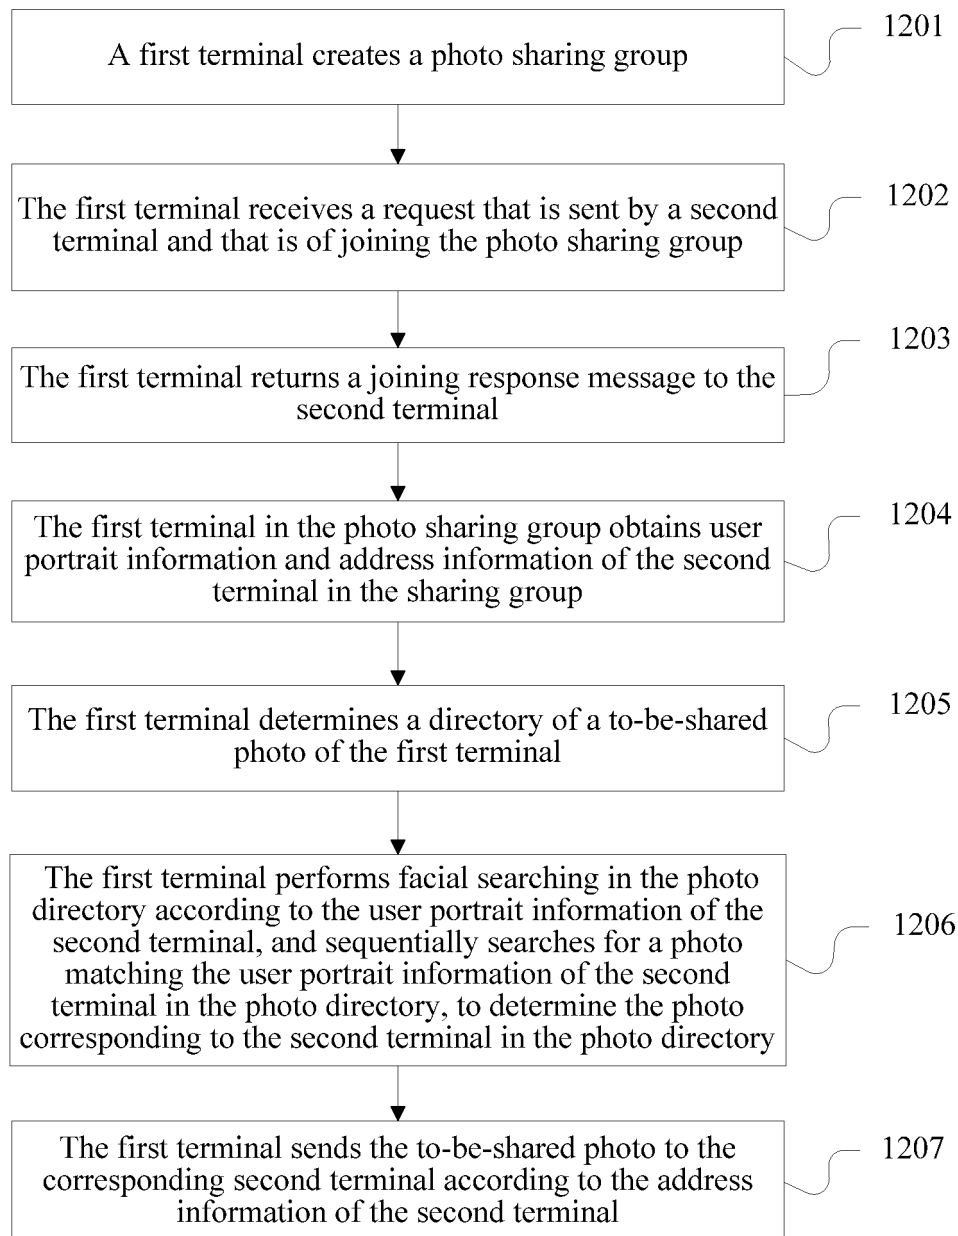 A first terminal creates a photo sharing group
1201
The first terminal receives a request that is sent by a second
terminal and that is of joining the photo sharing group
1202
The first terminal returns a joining response message to the
second terminal
1203
The first terminal in the photo sharing group obtains user
portrait information and address information of the second
terminal in the sharing group
1204
The first terminal determines a directory of a to-be-shared
photo of the first terminal
1205
The first terminal performs facial searching in the photo
directory according to the user portrait information of the
second terminal, and sequentially searches for a photo
matching the user portrait information of the second
terminal in the photo directory, to determine the photo
corresponding to the second terminal in the photo directory
1206
The first terminal sends the to-be-shared photo to the
corresponding second terminal according to the address
information of the second terminal
1207